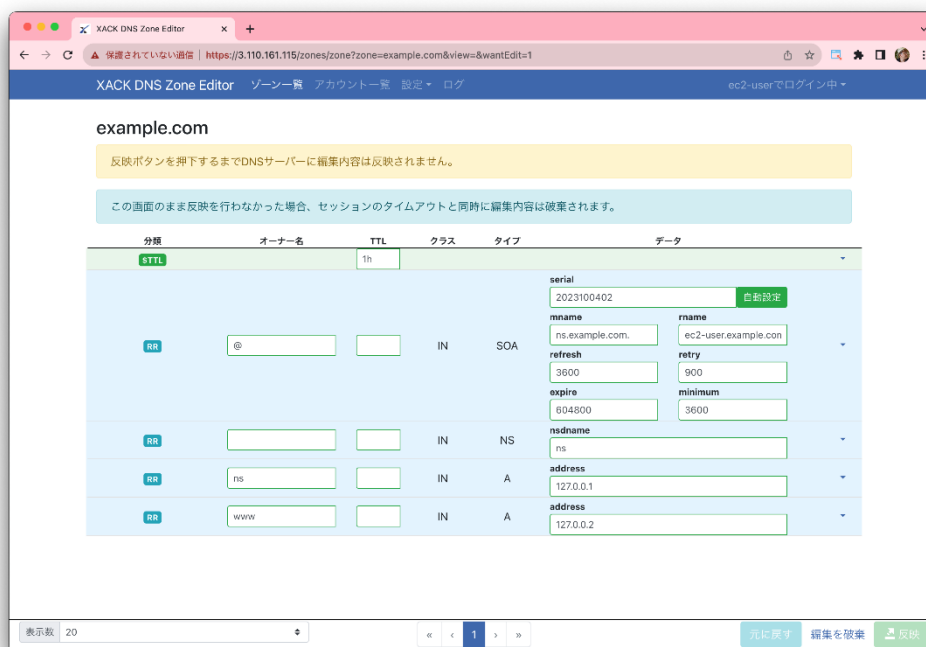 XACK DNS Zone Editor
保護されていない通信 https://3.110.161.115/zones/zone?zone=example.com&view=&wantEdit=1
XACK DNS Zone Editor ゾーン一覧 アカウント一覧 設定 ログ ec2-userでログイン中
example.com
反映ボタンを押下するまでDNSサーバーに編集内容は反映されません。
この画面のまま反映を行わなかった場合、セッションのタイムアウトと同時に編集内容は破棄されます。
分類 オーナー名 TTL クラス タイプ データ
$TTL 1h
serial
2023100402 自動設定
mname rname
ns.example.com. ec2-user.example.con
RR @ IN SOA
refresh retry
3600 900
expire minimum
604800 3600
nsdname
RR IN NS ns
address
RR ns IN A 127.0.0.1
address
RR www IN A 127.0.0.2
表示数 20 « ‹ 1 › » 元に戻す 編集を破棄 反映